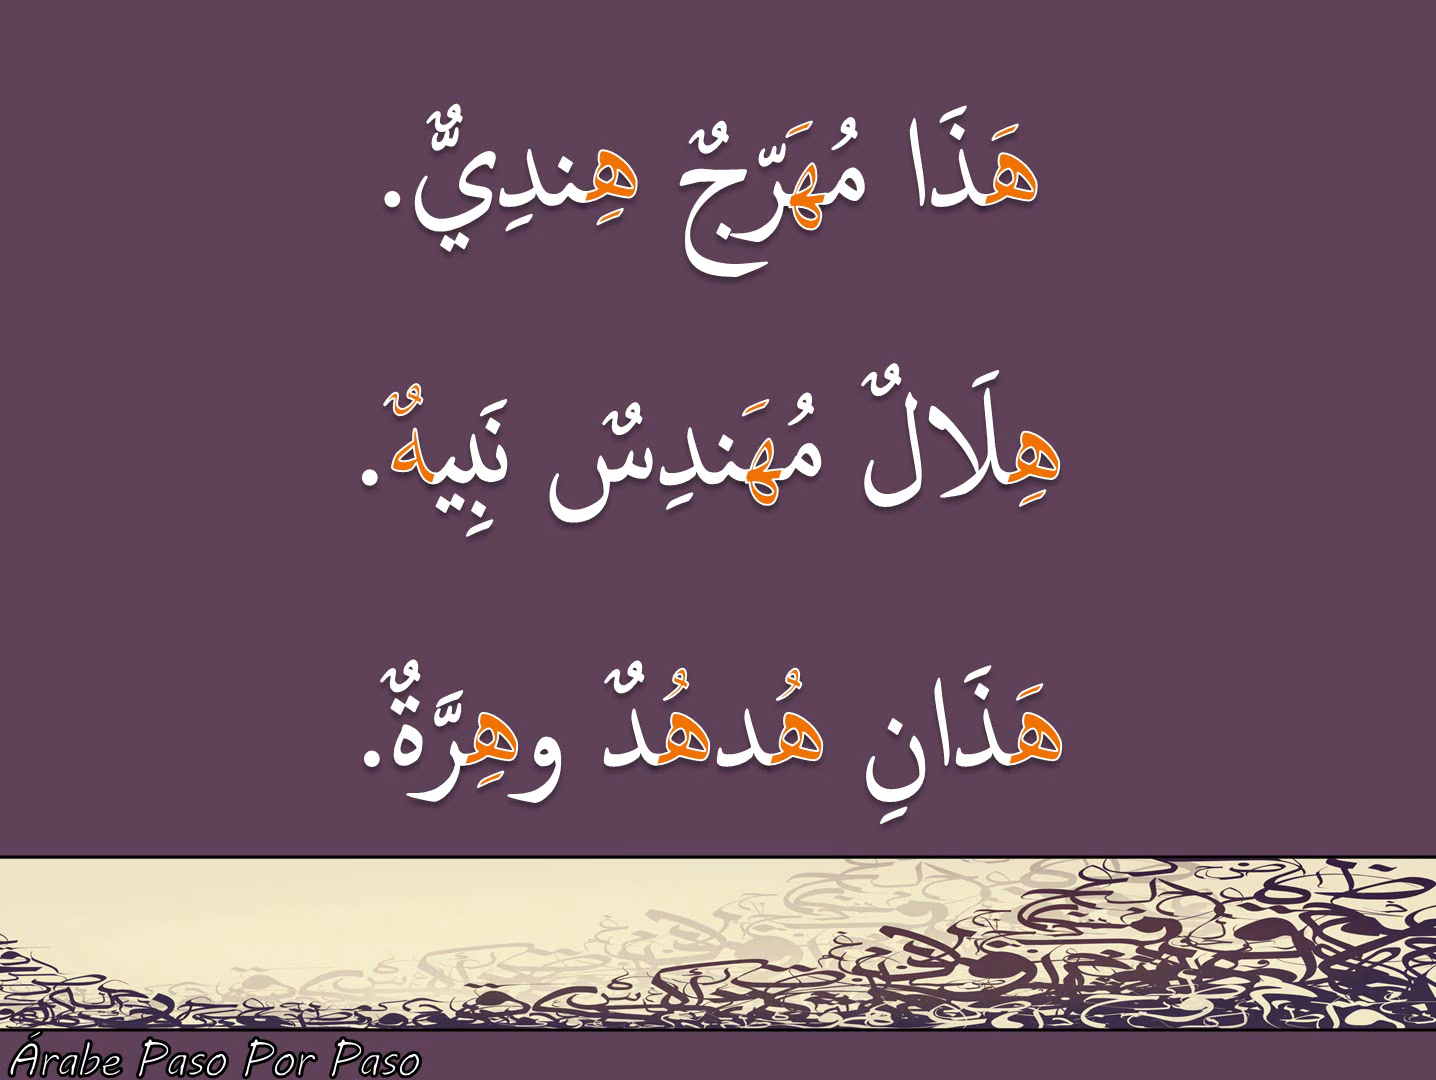 هَذَا مُهَرَّجٌ هِندِيٌّ.
هِلَالٌ مُهَندِسٌ نَبِيهٌ.
هَذَانِ هُدهُدٌ وهِرَّةٌ.
Árabe Paso Por Paso